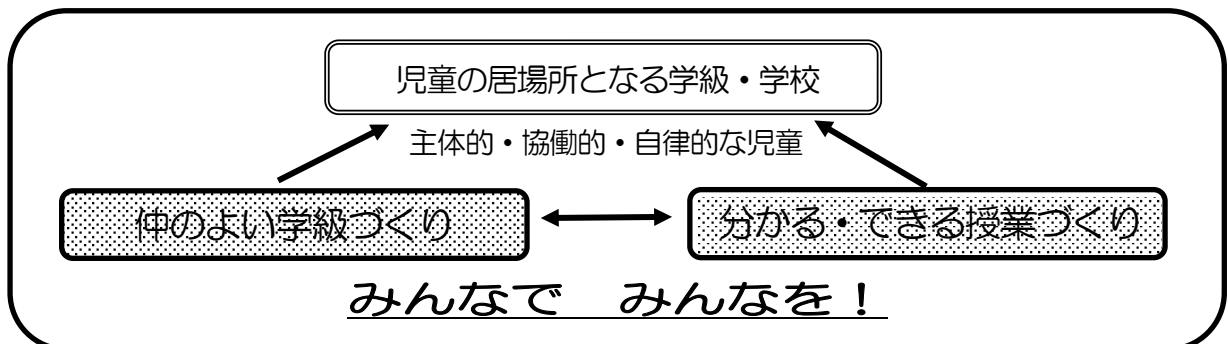 児童の居場所となる学級・学校
主体的・協働的・自律的な児童
仲のよい学級づくり
分かる・できる授業づくり
みんなで　みんなを！